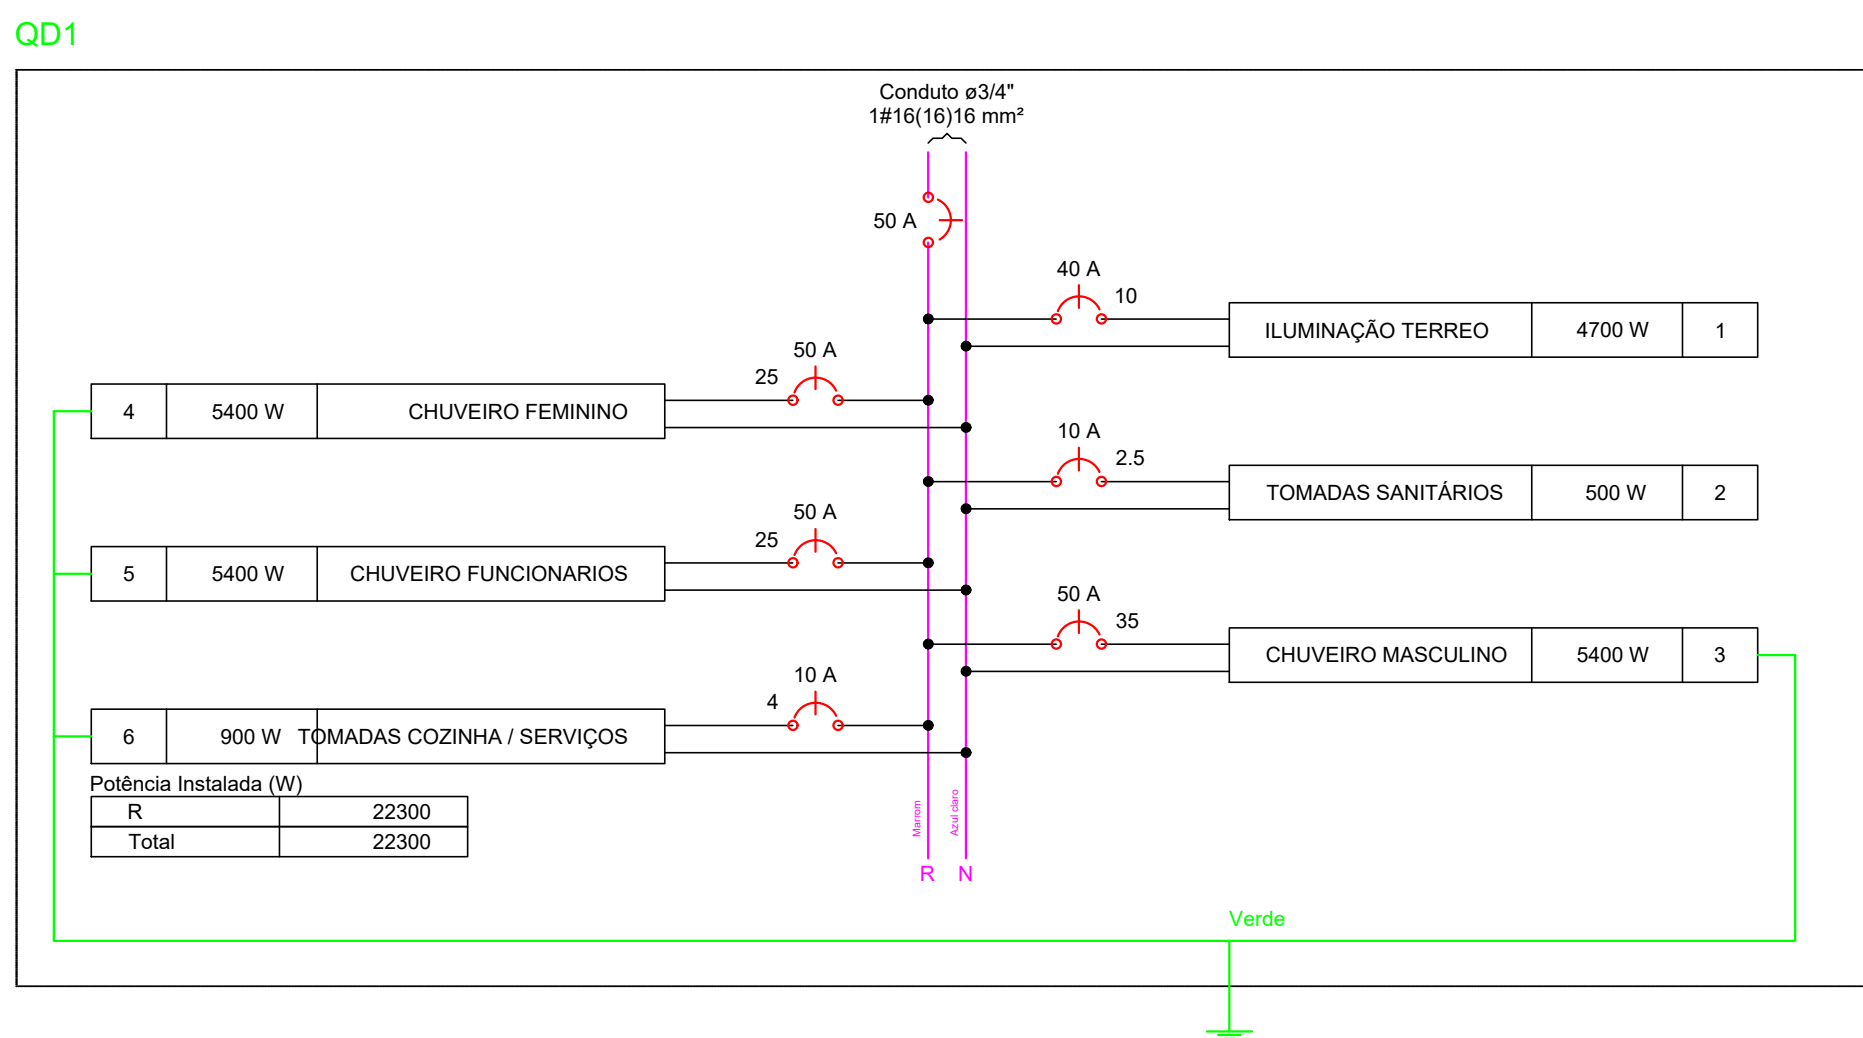 QD1
Conduto ø3/4"
1#16(16)16 mm²
50 A
40 A
10
ILUMINAÇÃO TERREO 4700 W 1
50 A
25
4 5400 W CHUVEIRO FEMININO
10 A
2.5
TOMADAS SANITÁRIOS 500 W 2
50 A
25
5 5400 W CHUVEIRO FUNCIONARIOS
50 A
35
CHUVEIRO MASCULINO 5400 W 3
10 A
4
6 900 W TOMADAS COZINHA / SERVIÇOS
Potência Instalada (W)
R 22300
Total 22300
Marrom
Azul claro
R N
Verde